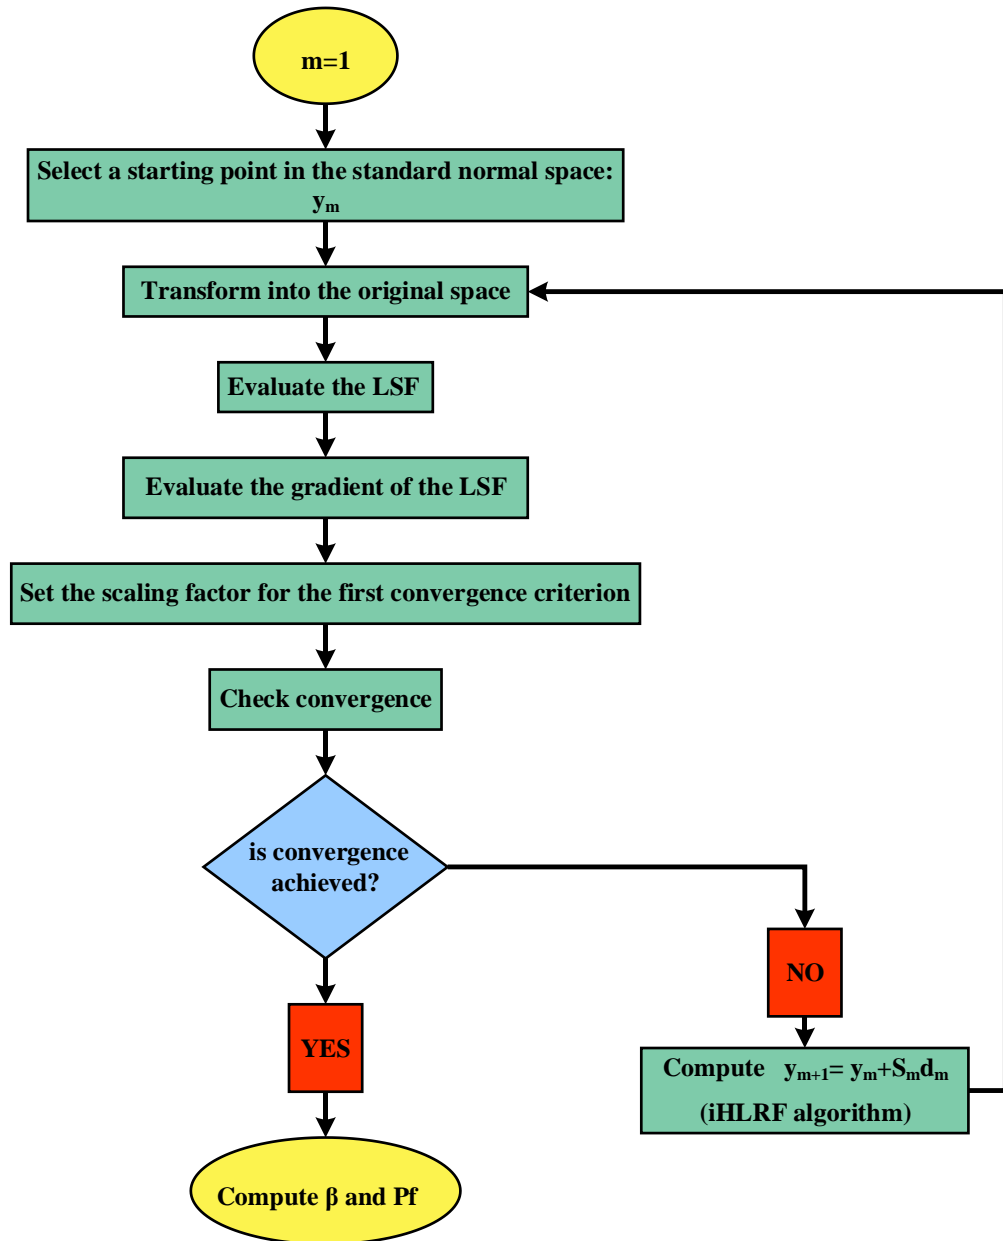 m=1
Select a starting point in the standard normal space:
yₘ
Transform into the original space
Evaluate the LSF
Evaluate the gradient of the LSF
Set the scaling factor for the first convergence criterion
Check convergence
is convergence
achieved?
NO
YES
Compute yₘ₊₁= yₘ+Sₘdₘ
(iHLRF algorithm)
Compute β and Pf